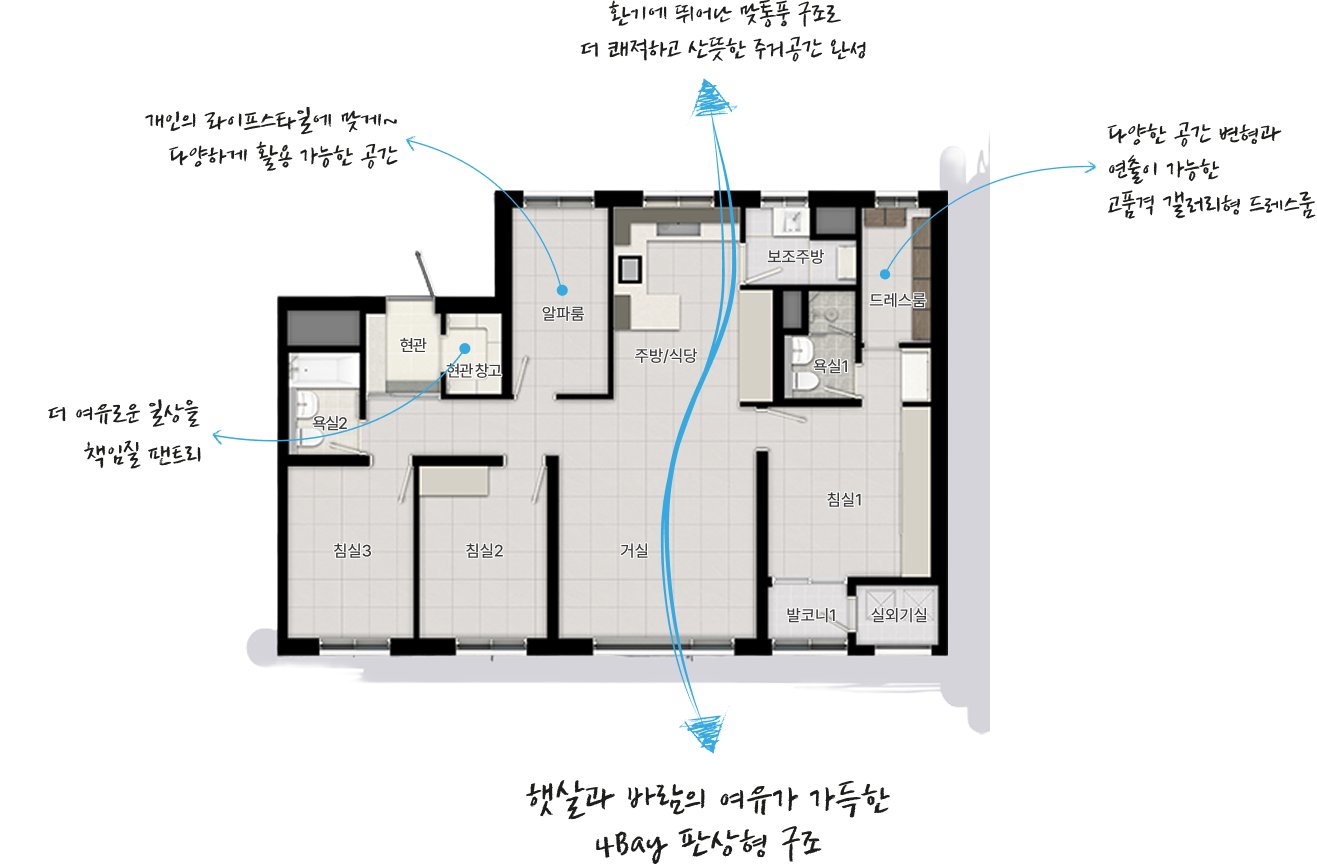 환기에 뛰어난 맞통풍 구조로
더 쾌적하고 산뜻한 주거공간 완성
개인의 라이프스타일에 맞게~
다양하게 활용 가능한 공간
다양한 공간 변형과
연출이 가능한
고품격 갤러리형 드레스룸
보조주방
드레스룸
알파룸
현관
주방/식당
현관 창고
욕실1
더 여유로운 일상을
책임질 팬트리
욕실2
침실1
침실3
침실2
거실
발코니1
실외기실
햇살과 바람의 여유가 가득한
4Bay 판상형 구조